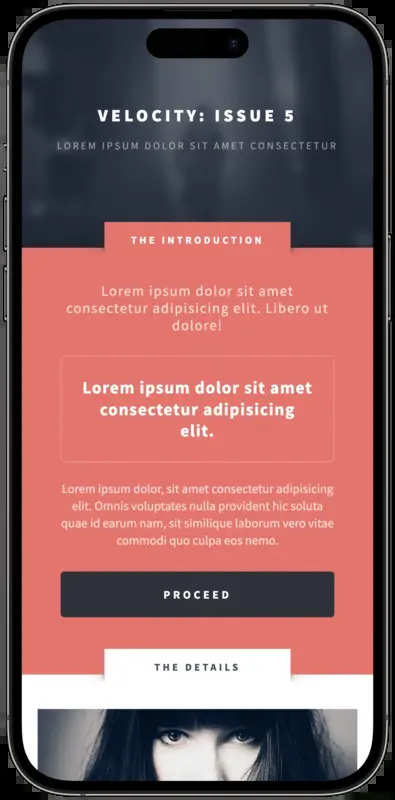 VELOCITY: ISSUE 5
LOREM IPSUM DOLOR SIT AMET CONSECTETUR
THE INTRODUCTION
Lorem ipsum dolor sit amet
consectetur adipisicing elit. Libero ut
dolore!
Lorem ipsum dolor sit amet
consectetur adipisicing
elit.
Lorem ipsum dolor, sit amet consectetur adipisicing
elit. Omnis voluptates nulla provident hic soluta
quae id earum nam, sit similique laborum vero vitae
commodi quo culpa eos nemo.
PROCEED
THE DETAILS